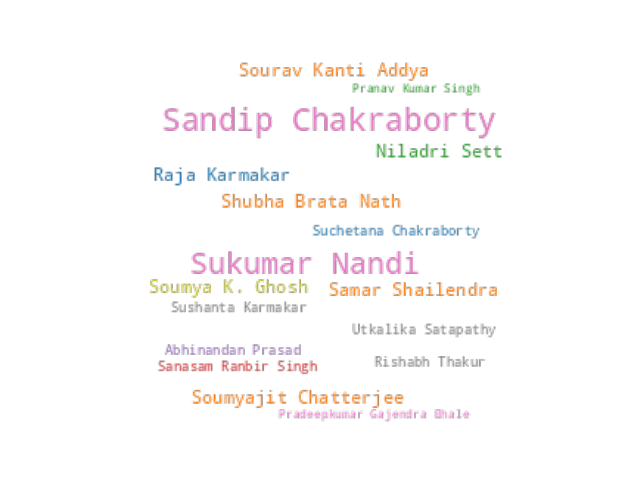 Sourav Kanti Addya
Pranav Kumar Singh
Sandip Chakraborty
Niladri Sett
Raja Karmakar
Shubha Brata Nath
Suchetana Chakraborty
Sukumar Nandi
Soumya K. Ghosh
Samar Shailendra
Sushanta Karmakar
Utkalika Satapathy
Abhinandan Prasad
Rishabh Thakur
Sanasam Ranbir Singh
Soumyajit Chatterjee
Pradeepkumar Gajendra Bhale